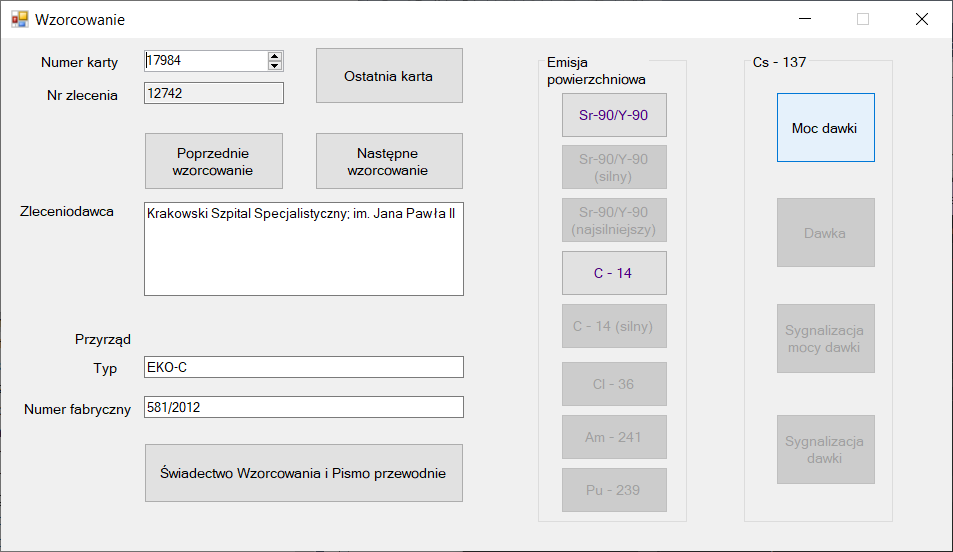 Wzorcowanie
Numer karty
17984
Nr zlecenia
12742
Ostatnia karta
Poprzednie
wzorcowanie
Następne
wzorcowanie
Zleceniodawca
Krakowski Szpital Specjalistyczny; im. Jana Pawła II
Przyrząd
Typ
EKO-C
Numer fabryczny
581/2012
Świadectwo Wzorcowania i Pismo przewodnie
Emisja
powierzchniowa
Sr-90/Y-90
Sr-90/Y-90
(silny)
Sr-90/Y-90
(najsilniejszy)
C - 14
C - 14 (silny)
Cl - 36
Am - 241
Pu - 239
Cs - 137
Moc dawki
Dawka
Sygnalizacja
mocy dawki
Sygnalizacja
dawki